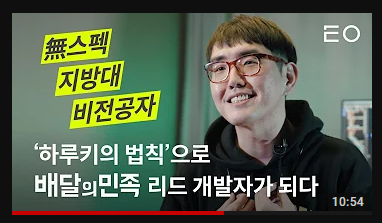 EO
無스펙
지방대
비전공자
'하루키의 법칙'으로
배달의민족 리드 개발자가 되다
10:54